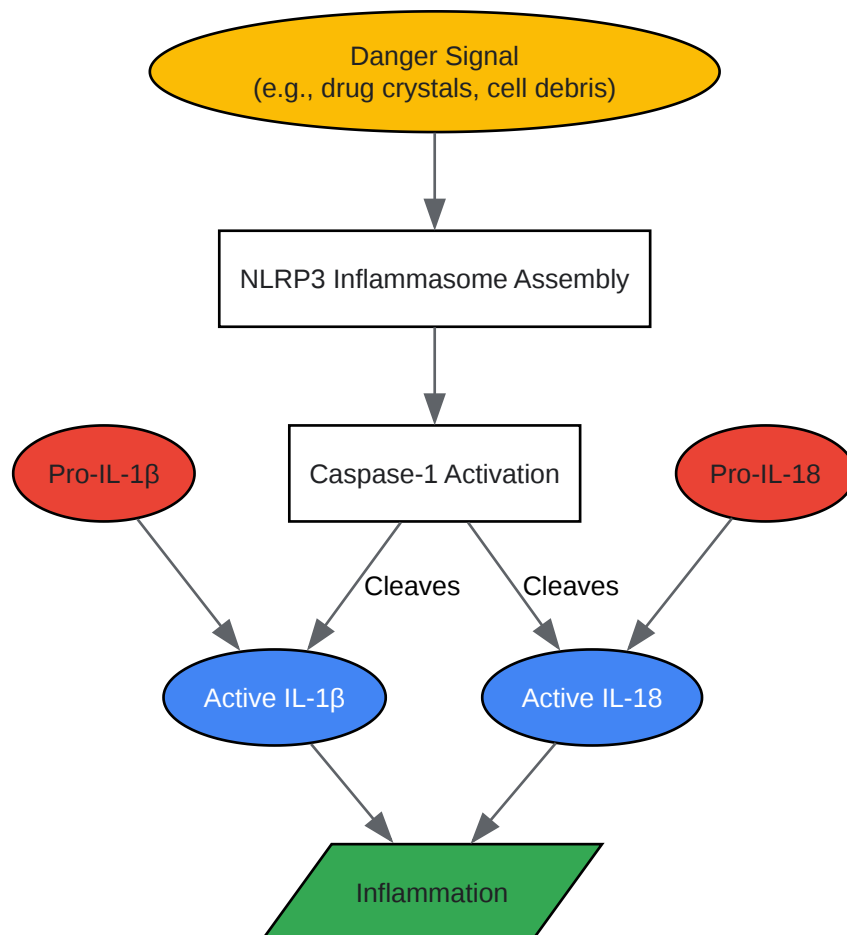 Danger Signal
(e.g., drug crystals, cell debris)
NLRP3 Inflammasome Assembly
Pro-IL-1β
Caspase-1 Activation
Pro-IL-18
Cleaves
Cleaves
Active IL-1β
Active IL-18
Inflammation